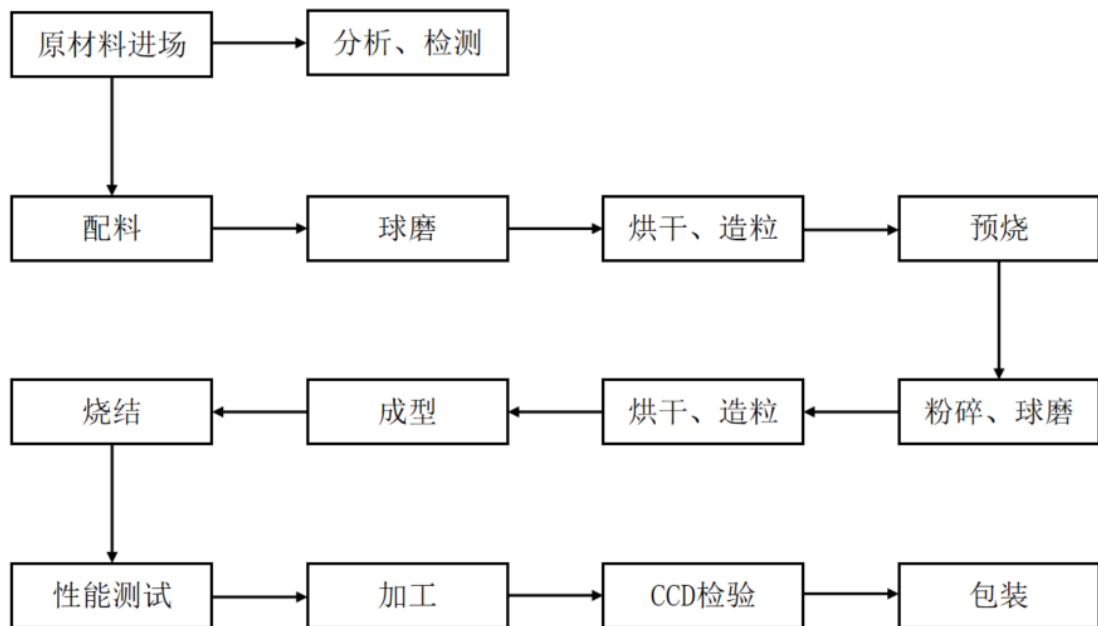 原材料进场
分析、检测
配料
球磨
烘干、造粒
预烧
烧结
成型
烘干、造粒
粉碎、球磨
性能测试
加工
CCD检验
包装